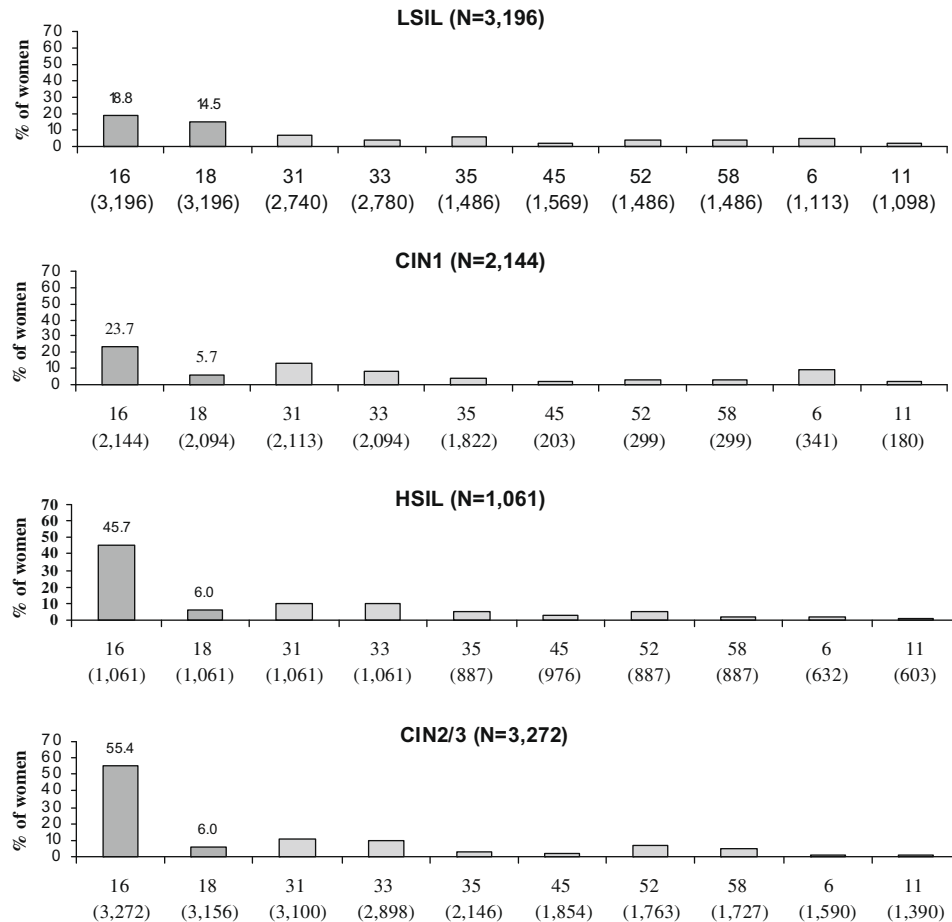 LSIL (N=3,196)
% of women
70
60
50
40
30
20
10
0
18.8 14.5
16 18 31 33 35 45 52 58 6 11
(3,196) (3,196) (2,740) (2,780) (1,486) (1,569) (1,486) (1,486) (1,113) (1,098)
CIN1 (N=2,144)
% of women
70
60
50
40
30
20
10
0
23.7 5.7
16 18 31 33 35 45 52 58 6 11
(2,144) (2,094) (2,113) (2,094) (1,822) (203) (299) (299) (341) (180)
HSIL (N=1,061)
% of women
70
60
50
40
30
20
10
0
45.7 6.0
16 18 31 33 35 45 52 58 6 11
(1,061) (1,061) (1,061) (1,061) (887) (976) (887) (887) (632) (603)
CIN2/3 (N=3,272)
% of women
70
60
50
40
30
20
10
0
55.4 6.0
16 18 31 33 35 45 52 58 6 11
(3,272) (3,156) (3,100) (2,898) (2,146) (1,854) (1,763) (1,727) (1,590) (1,390)